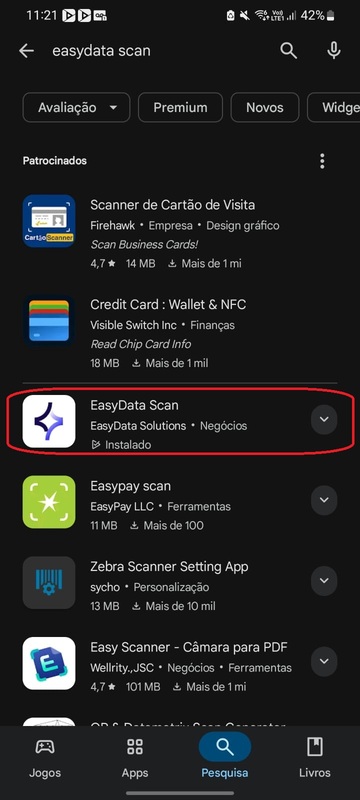 11:21 42%
easydata scan
Avaliação Premium Novos Widge
Patrocinados
Scanner de Cartão de Visita
Firehawk • Empresa • Design gráfico
Scan Business Cards!
4,7★ 14 MB Mais de 1 mi
Credit Card : Wallet & NFC
Visible Switch Inc • Finanças
Read Chip Card Info
18 MB Mais de 1 mil
EasyData Scan
EasyData Solutions • Negócios
Instalado
Easypay scan
EasyPay LLC • Ferramentas
11 MB Mais de 100
Zebra Scanner Setting App
sycho • Personalização
13 MB Mais de 10 mil
Easy Scanner - Câmara para PDF
Wellrity.,JSC • Negócios • Ferramentas
4,7★ 101 MB Mais de 1 mi
Jogos Apps Pesquisa Livros